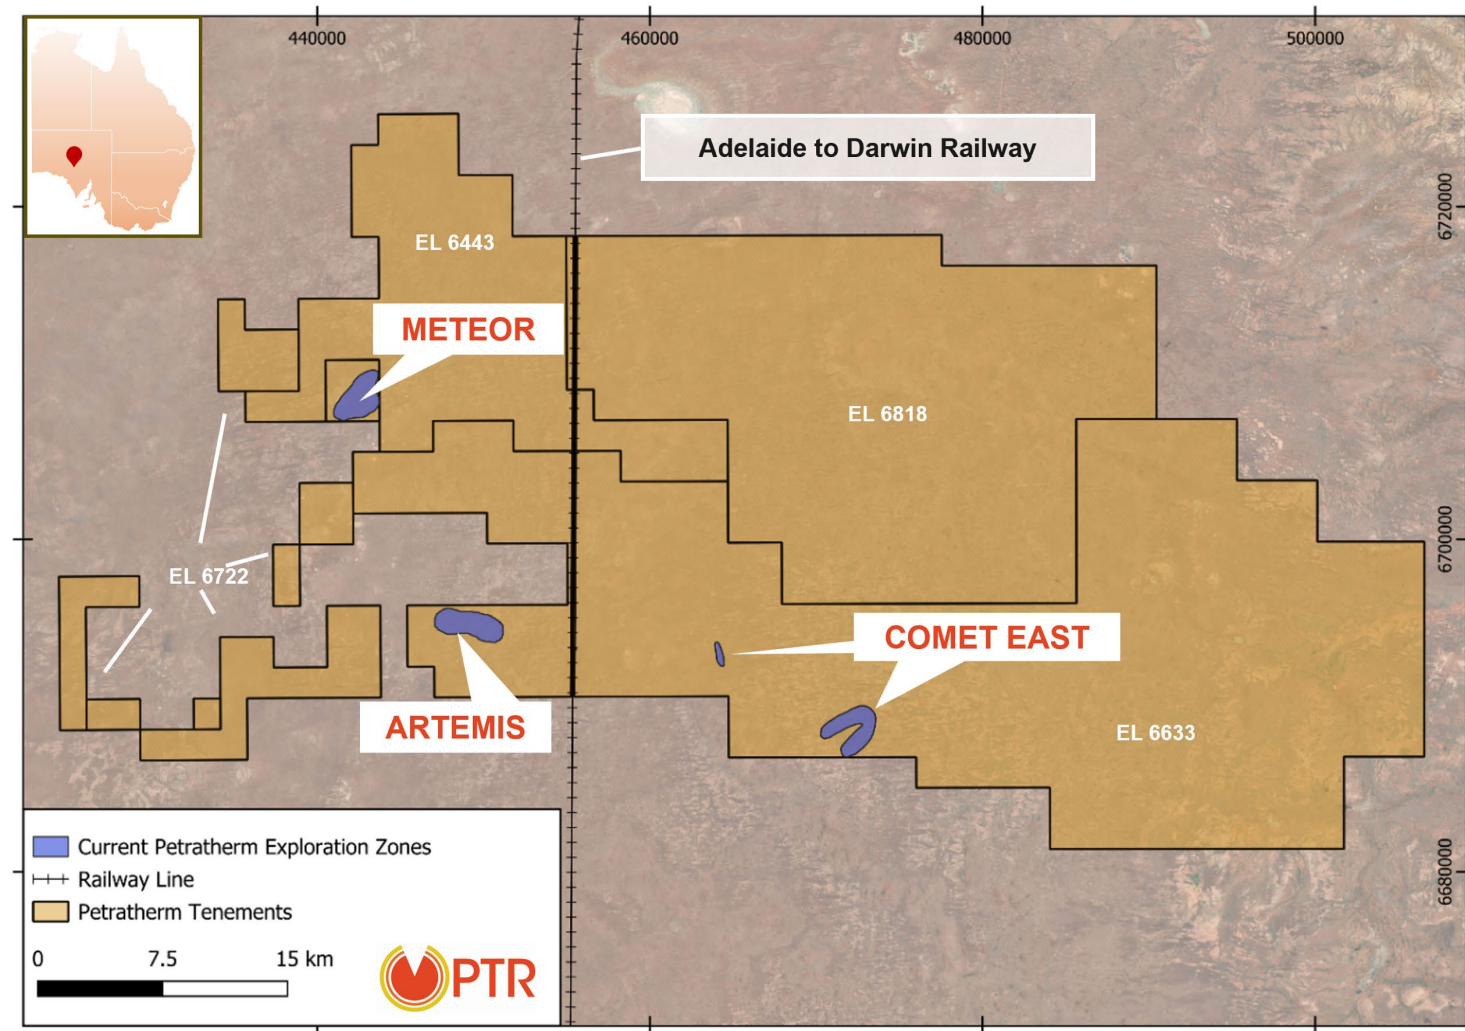 440000
460000
480000
500000
Adelaide to Darwin Railway
6720000
EL 6443
METEOR
EL 6818
6700000
EL 6722
COMET EAST
ARTEMIS
EL 6633
Current Petratherm Exploration Zones
Railway Line
Petratherm Tenements
6680000
0 7.5 15 km
PTR